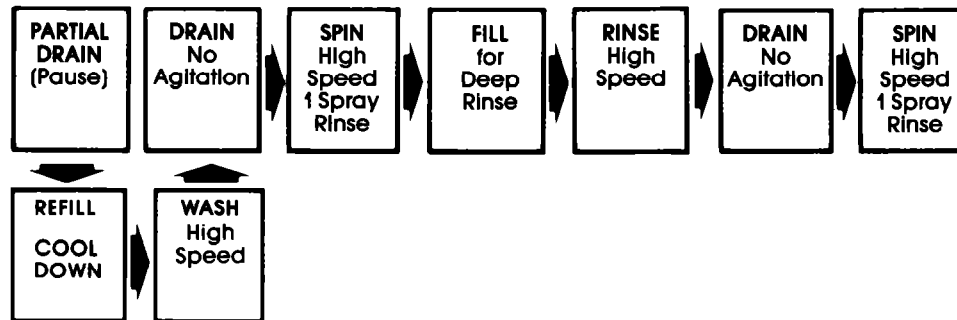 PARTIAL
DRAIN
(Pause)
DRAIN
No
Agitation
SPIN
High
Speed
1 Spray
Rinse
FILL
for
Deep
Rinse
RINSE
High
Speed
DRAIN
No
Agitation
SPIN
High
Speed
1 Spray
Rinse
REFILL
COOL
DOWN
WASH
High
Speed